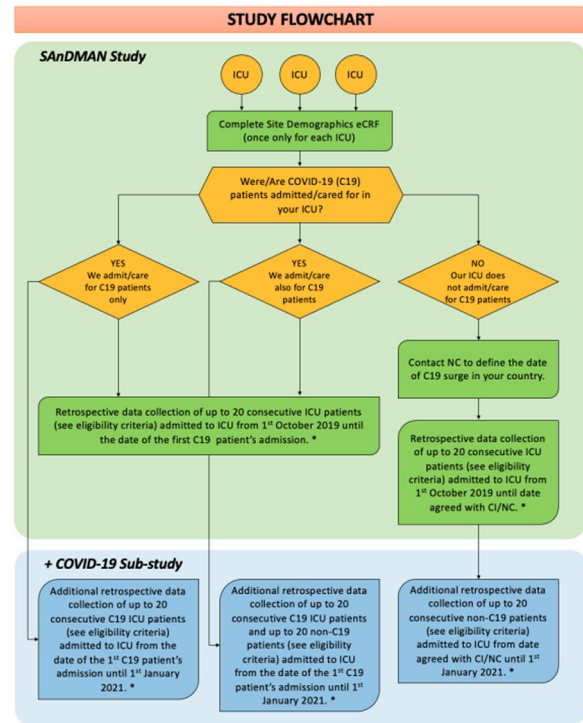 STUDY FLOWCHART
SAnDMAN Study
ICU
ICU
ICU
Complete Site Demographics eCRF
(once only for each ICU)
Were/Are COVID-19 (C19)
patients admitted/cared for in
your ICU?
YES
We admit/care
for C19 patients
only
YES
We admit/care
also for C19
patients
NO
Our ICU does
not admit/care
for C19 patients
Contact NC to define the date
of C19 surge in your country.
Retrospective data collection of up to 20 consecutive ICU patients
(see eligibility criteria) admitted to ICU from 1st October 2019 until
the date of the first C19 patient's admission. *
Retrospective data collection
of up to 20 consecutive ICU
patients (see eligibility
criteria) admitted to ICU from
1st October 2019 until date
agreed with CI/NC. *
+ COVID-19 Sub-study
Additional retrospective data
collection of up to 20
consecutive C19 ICU patients
(see eligibility criteria)
admitted to ICU from the
date of the 1st C19 patient's
admission until 1st January
2021. *
Additional retrospective data
collection of up to 20
consecutive C19 ICU patients
and up to 20 non-C19
patients (see eligibility
criteria) admitted to ICU
from the date of the 1st C19
patient's admission until 1st
January 2021. *
Additional retrospective data
collection of up to 20
consecutive non-C19 patients
(see eligibility criteria)
admitted to ICU from date
agreed with CI/NC until 1st
January 2021. *